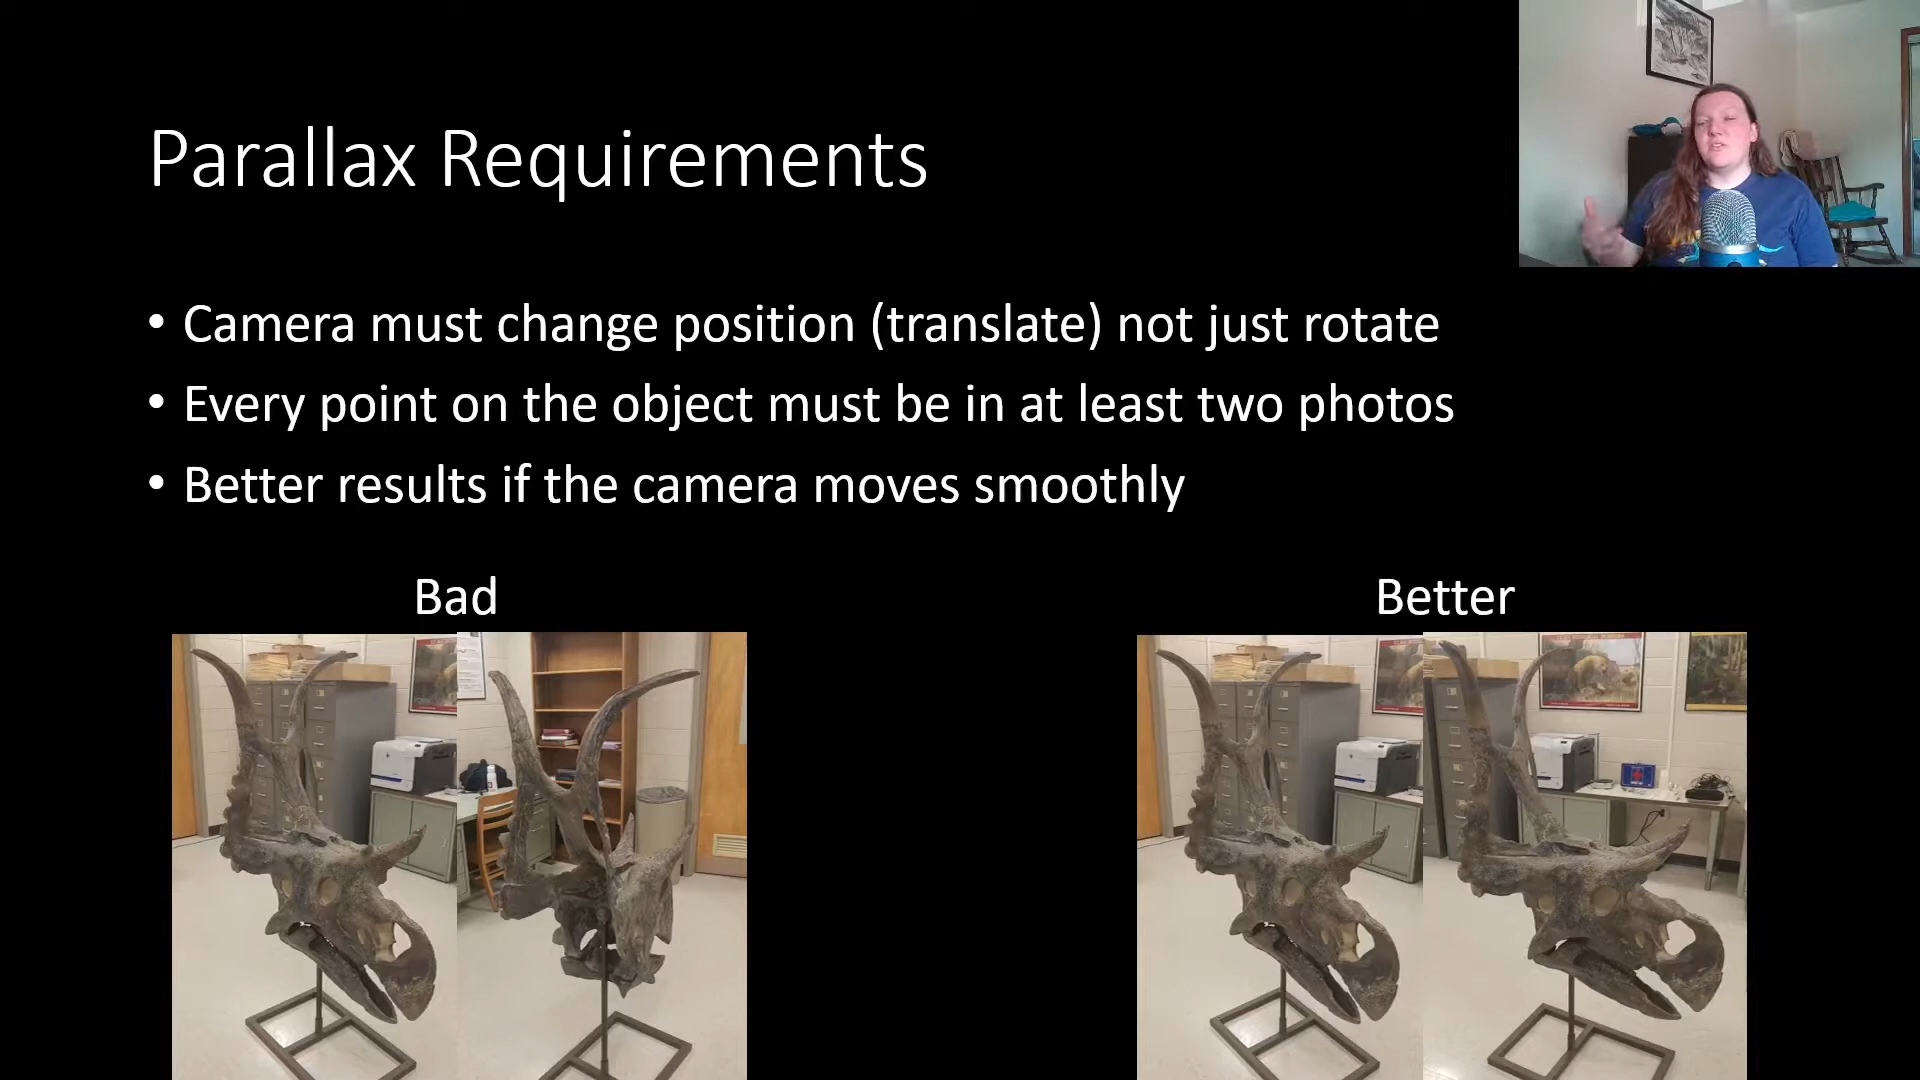 Parallax Requirements
• Camera must change position (translate) not just rotate
• Every point on the object must be in at least two photos
• Better results if the camera moves smoothly
Bad
Better